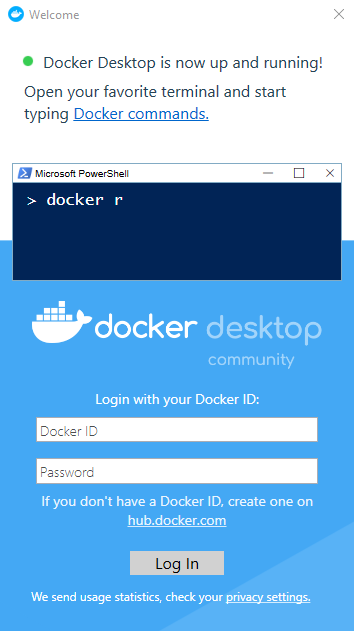 Welcome
Docker Desktop is now up and running!
Open your favorite terminal and start
typing Docker commands.
Microsoft PowerShell
> docker r
docker desktop
community
Login with your Docker ID:
Docker ID
Password
If you don't have a Docker ID, create one on
hub.docker.com
Log In
We send usage statistics, check your privacy settings.